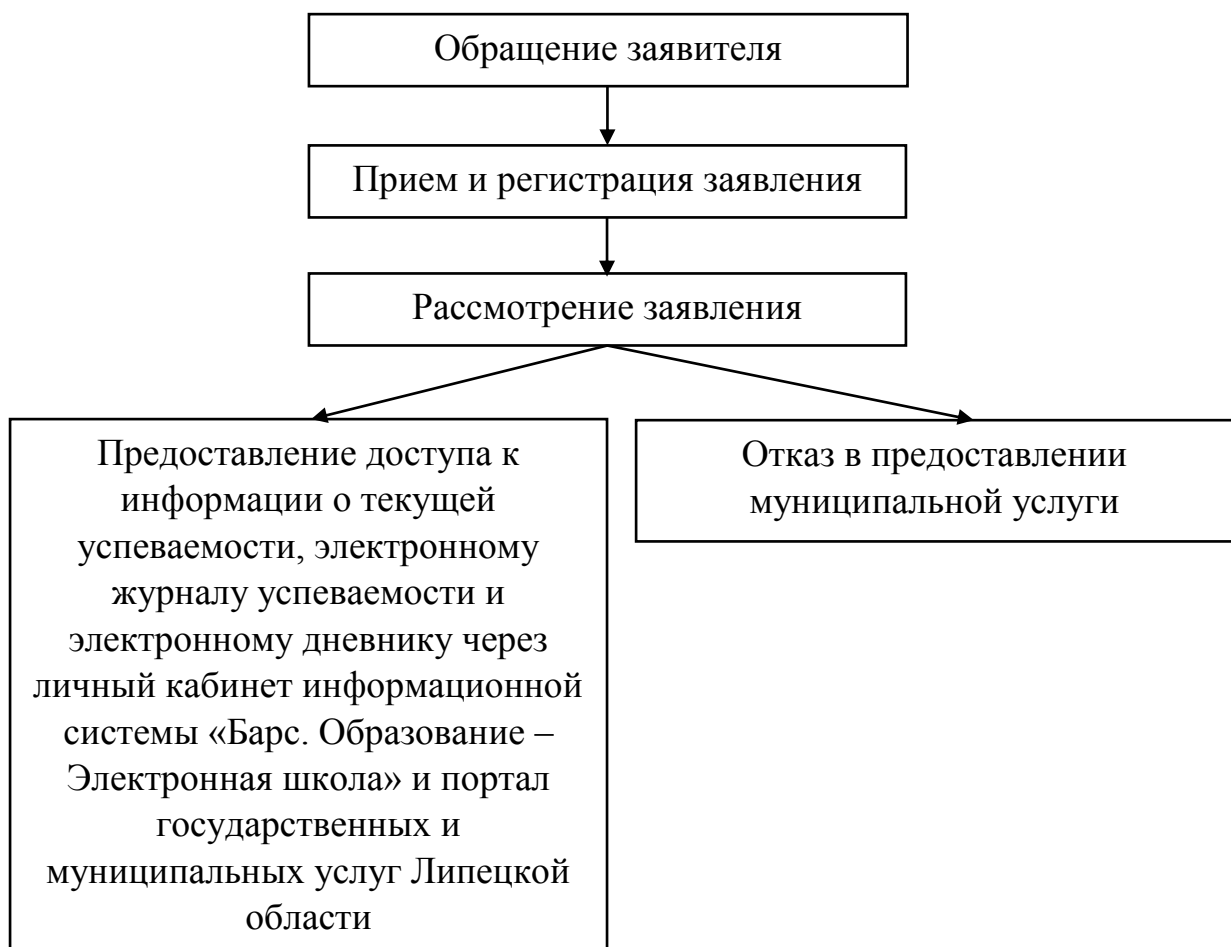 Обращение заявителя
Прием и регистрация заявления
Рассмотрение заявления
Предоставление доступа к
информации о текущей
успеваемости, электронному
журналу успеваемости и
электронному дневнику через
личный кабинет информационной
системы «Барс. Образование –
Электронная школа» и портал
государственных и
муниципальных услуг Липецкой
области
Отказ в предоставлении
муниципальной услуги